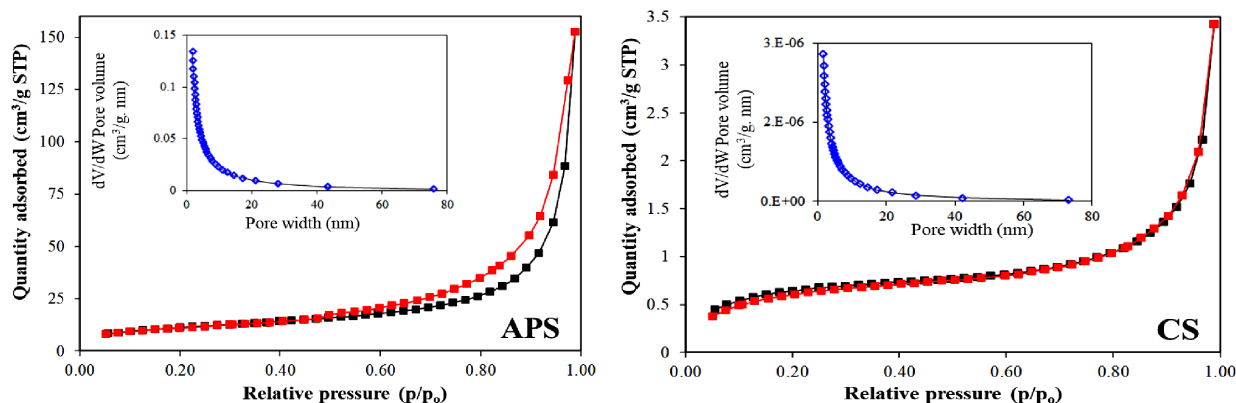 Quantity adsorbed (cm³/g STP)
150
125
100
75
50
25
0
0.00 0.20 0.40 0.60 0.80 1.00
Relative pressure (p/pₒ)
APS
dV/dW Pore volume
(cm³/g. nm)
0.15
0.1
0.05
0
0 20 40 60 80
Pore width (nm)
Quantity adsorbed (cm³/g STP)
3.5
3
2.5
2
1.5
1
0.5
0
0.00 0.20 0.40 0.60 0.80 1.00
Relative pressure (p/pₒ)
CS
dV/dW Pore volume
(cm³/g. nm)
3.E-06
2.E-06
0.E+00
0 20 40 60 80
Pore width (nm)